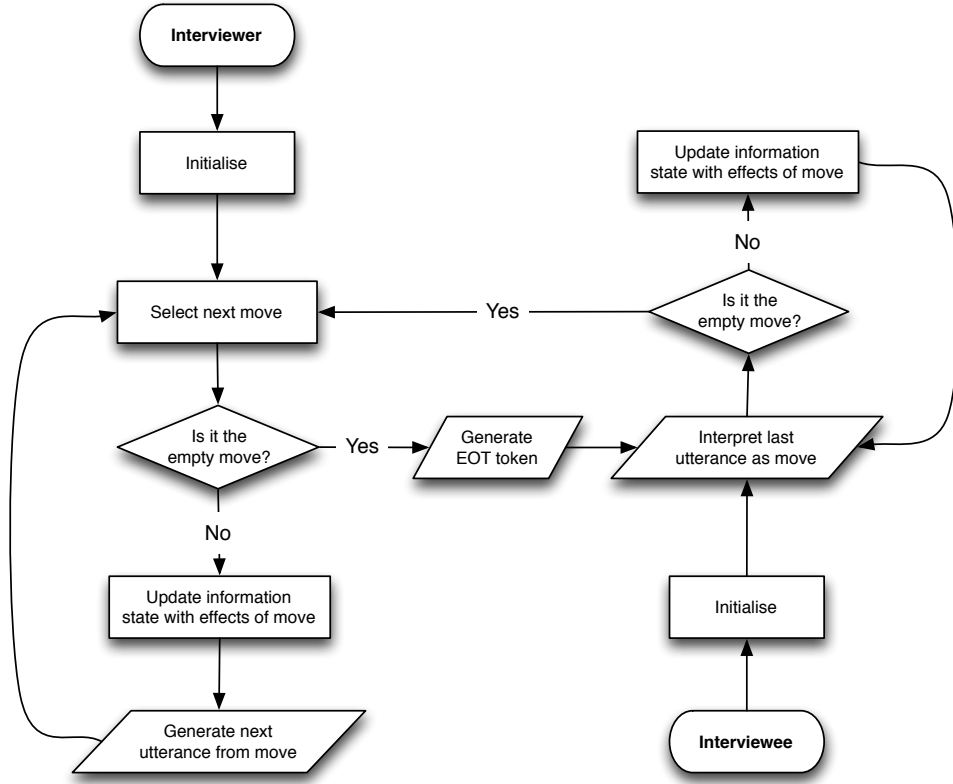 Interviewer
Initialise
Select next move
Is it the
empty move?
Yes
Generate
EOT token
No
Update information
state with effects of move
Generate next
utterance from move
Update information
state with effects of move
No
Is it the
empty move?
Yes
Interpret last
utterance as move
Initialise
Interviewee